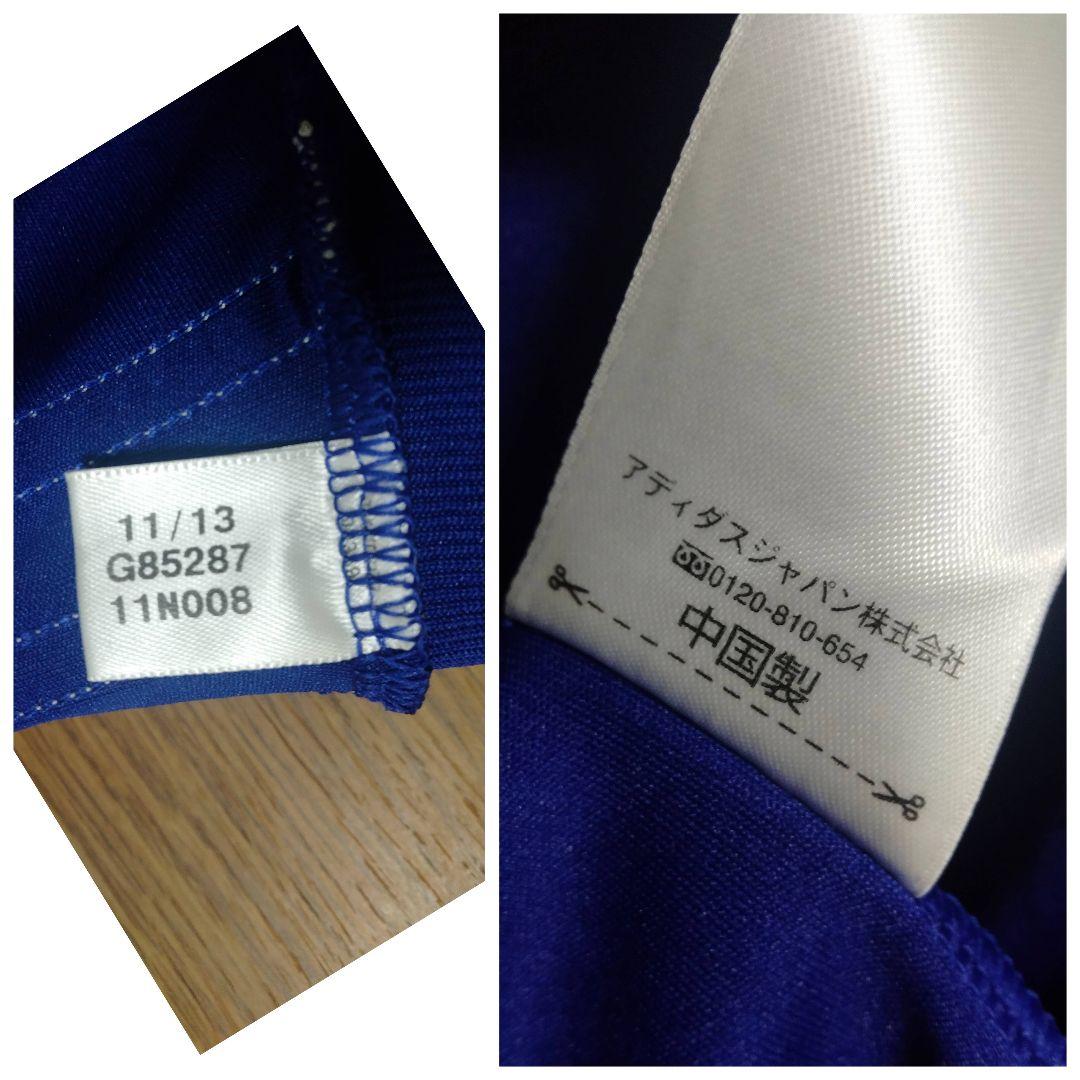 11/13
G85287
11N008
アディダスジャパン株式会社
0120-810-654
中国製